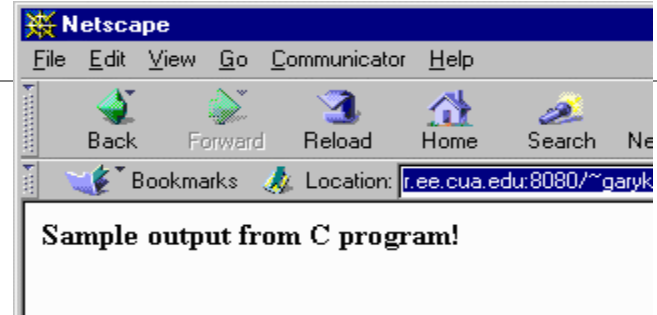 Netscape
File Edit View Go Communicator Help
Back Forward Reload Home Search Ne
Bookmarks Location: r.ee.cua.edu:8080/~garyk
Sample output from C program!